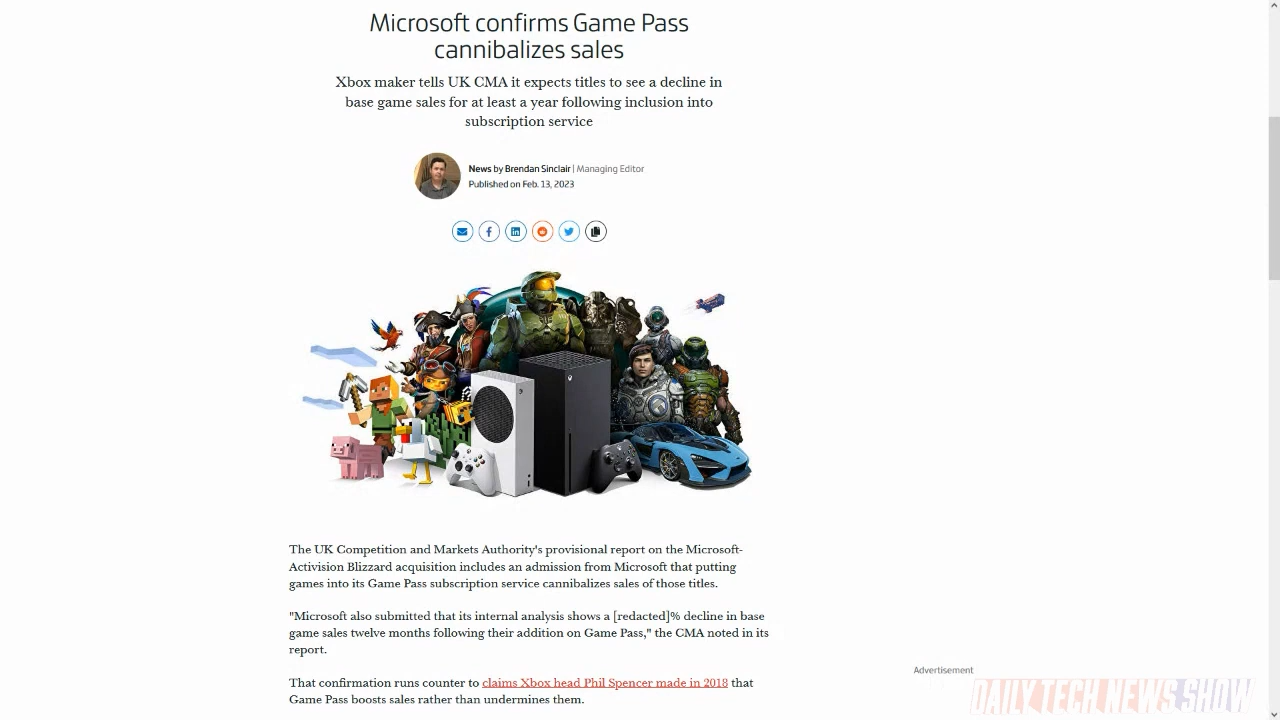 Microsoft confirms Game Pass
cannibalizes sales
Xbox maker tells UK CMA it expects titles to see a decline in
base game sales for at least a year following inclusion into
subscription service
News by Brendan Sinclair | Managing Editor
Published on Feb. 13, 2023
The UK Competition and Markets Authority's provisional report on the Microsoft-
Activision Blizzard acquisition includes an admission from Microsoft that putting
games into its Game Pass subscription service cannibalizes sales of those titles.
"Microsoft also submitted that its internal analysis shows a [redacted]% decline in base
game sales twelve months following their addition on Game Pass," the CMA noted in its
report.
That confirmation runs counter to claims Xbox head Phil Spencer made in 2018 that
Game Pass boosts sales rather than undermines them.
Advertisement
DAILY TECH NEWS SHOW